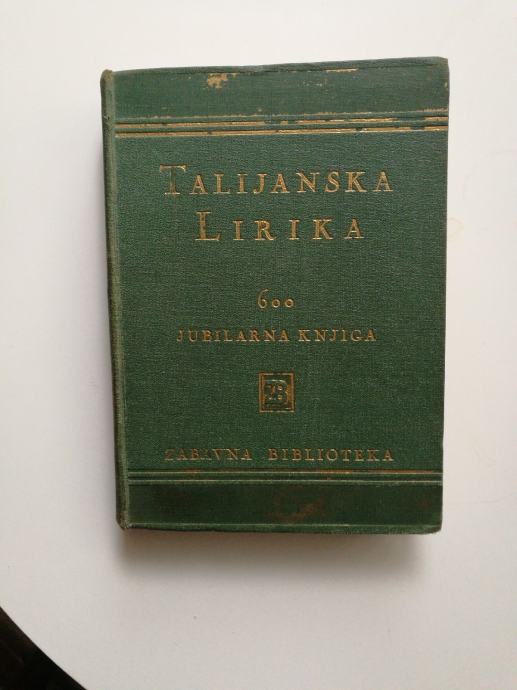 TALIJANSKA
LIRIKA
600
JUBILARNA KNJIGA
ZB
ZABAVNA BIBLIOTEKA